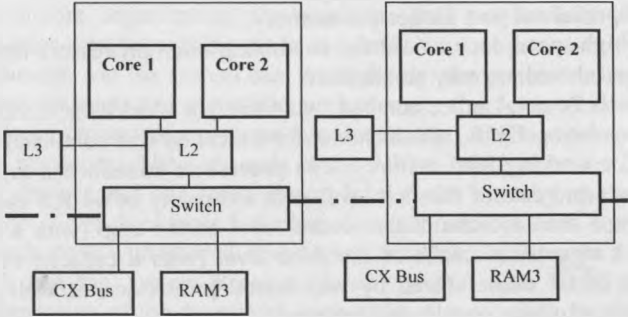 Core 1 Core 2 Core 1 Core 2
L3 L2 L3
Switch Switch
CX Bus RAM3 CX Bus RAM3